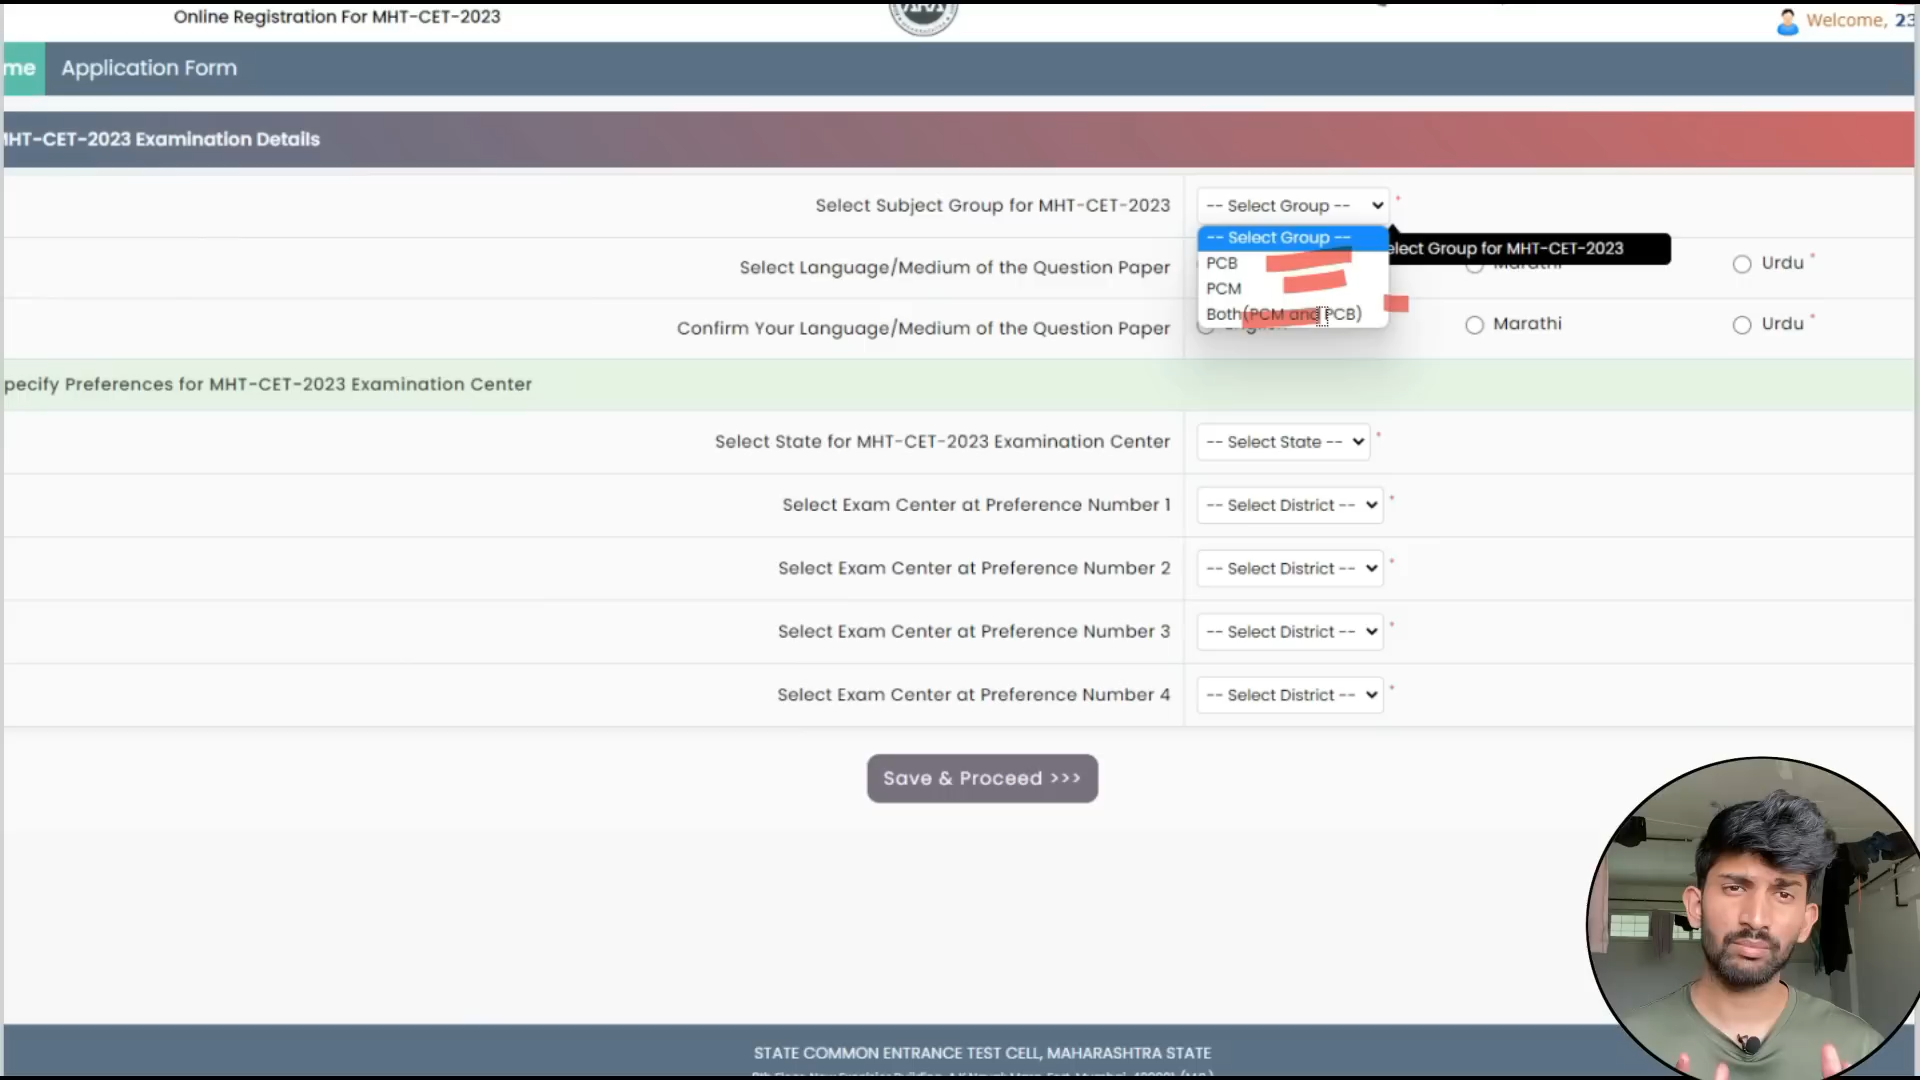 Online Registration For MHT-CET-2023
Welcome, 23
me Application Form
MHT-CET-2023 Examination Details
Select Subject Group for MHT-CET-2023 -- Select Group -- *
-- Select Group --
elect Group for MHT-CET-2023
PCB
PCM
Both(PCM and PCB)
Select Language/Medium of the Question Paper Marathi Urdu *
Confirm Your Language/Medium of the Question Paper English Marathi Urdu *
pecify Preferences for MHT-CET-2023 Examination Center
Select State for MHT-CET-2023 Examination Center -- Select State -- *
Select Exam Center at Preference Number 1 -- Select District -- *
Select Exam Center at Preference Number 2 -- Select District -- *
Select Exam Center at Preference Number 3 -- Select District -- *
Select Exam Center at Preference Number 4 -- Select District -- *
Save & Proceed >>>
STATE COMMON ENTRANCE TEST CELL, MAHARASHTRA STATE